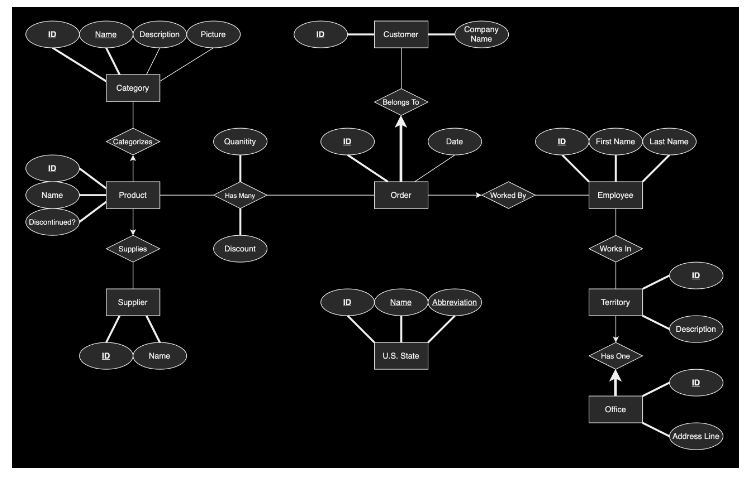 ID
Name
Description
Picture
Category
Categorizes
ID
Name
Discontinued?
Product
Supplies
Supplier
ID
Name
Quanitity
Has Many
Discount
ID
Customer
Company
Name
Belongs To
ID
Date
Order
Worked By
ID
First Name
Last Name
Employee
Works In
ID
Territory
Description
Has One
ID
Office
Address Line
ID
Name
Abbreviation
U.S. State